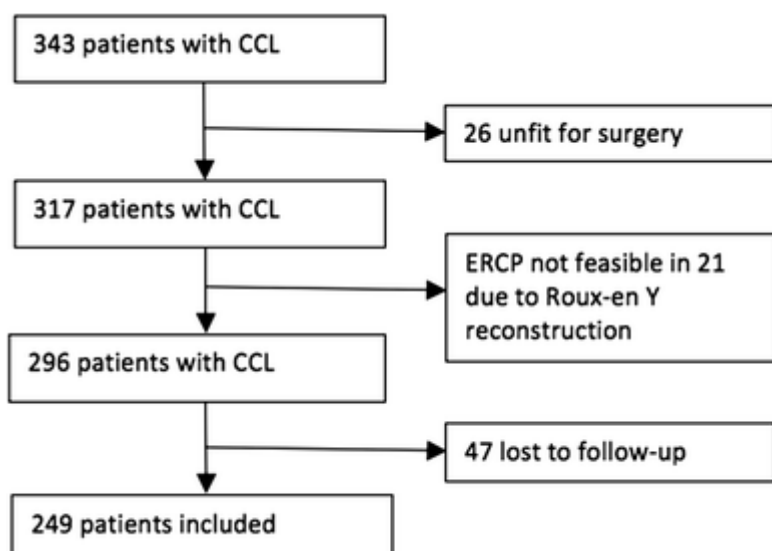 343 patients with CCL
26 unfit for surgery
317 patients with CCL
ERCP not feasible in 21
due to Roux-en Y
reconstruction
296 patients with CCL
47 lost to follow-up
249 patients included